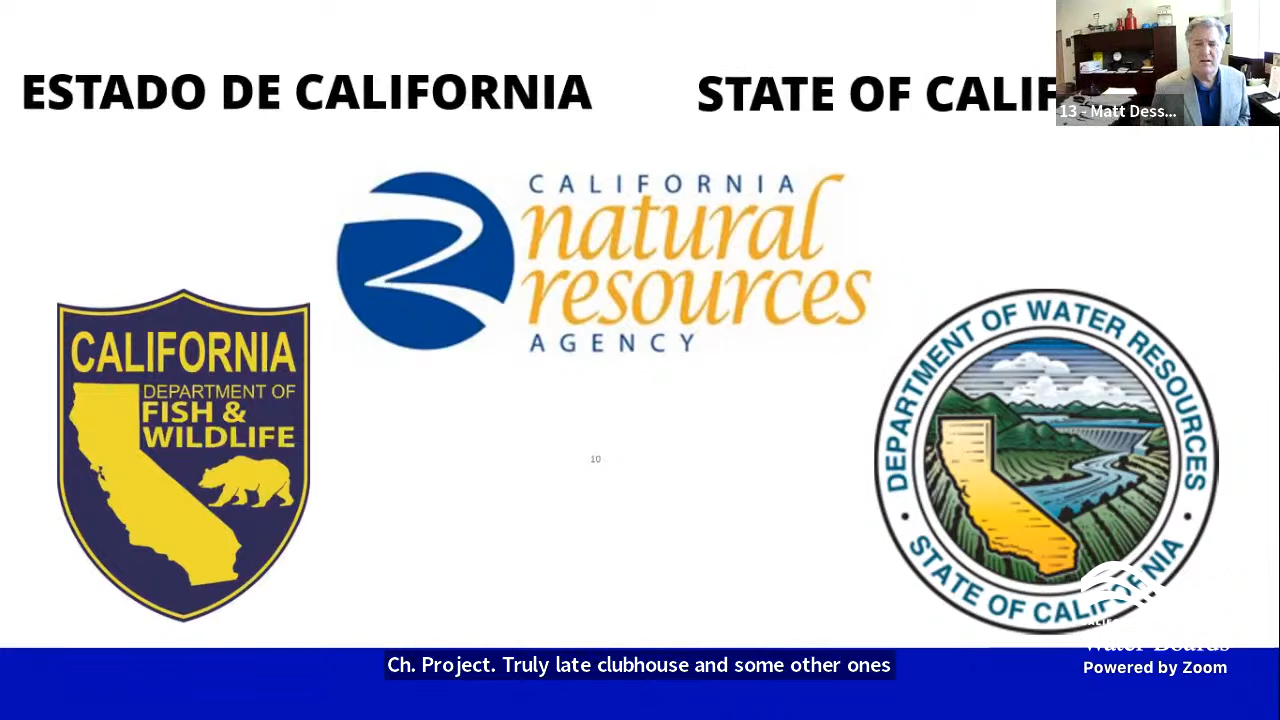 ESTADO DE CALIFORNIA
STATE OF CALIF
13 - Matt Dess...
CALIFORNIA
natural
resources
AGENCY
CALIFORNIA
DEPARTMENT OF
FISH &
WILDLIFE
DEPARTMENT OF WATER RESOURCES
STATE OF CALIFORNIA
10
Water Boards
Ch. Project. Truly late clubhouse and some other ones
Powered by Zoom